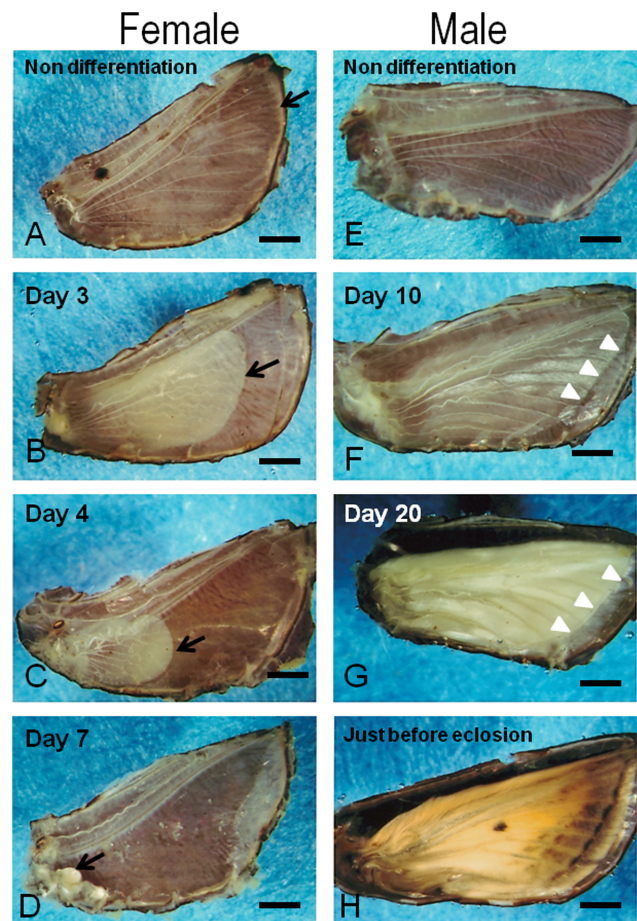 Female Male
Non differentiation Non differentiation
A E
Day 3 Day 10
B F
Day 4 Day 20
C G
Day 7 Just before eclosion
D H